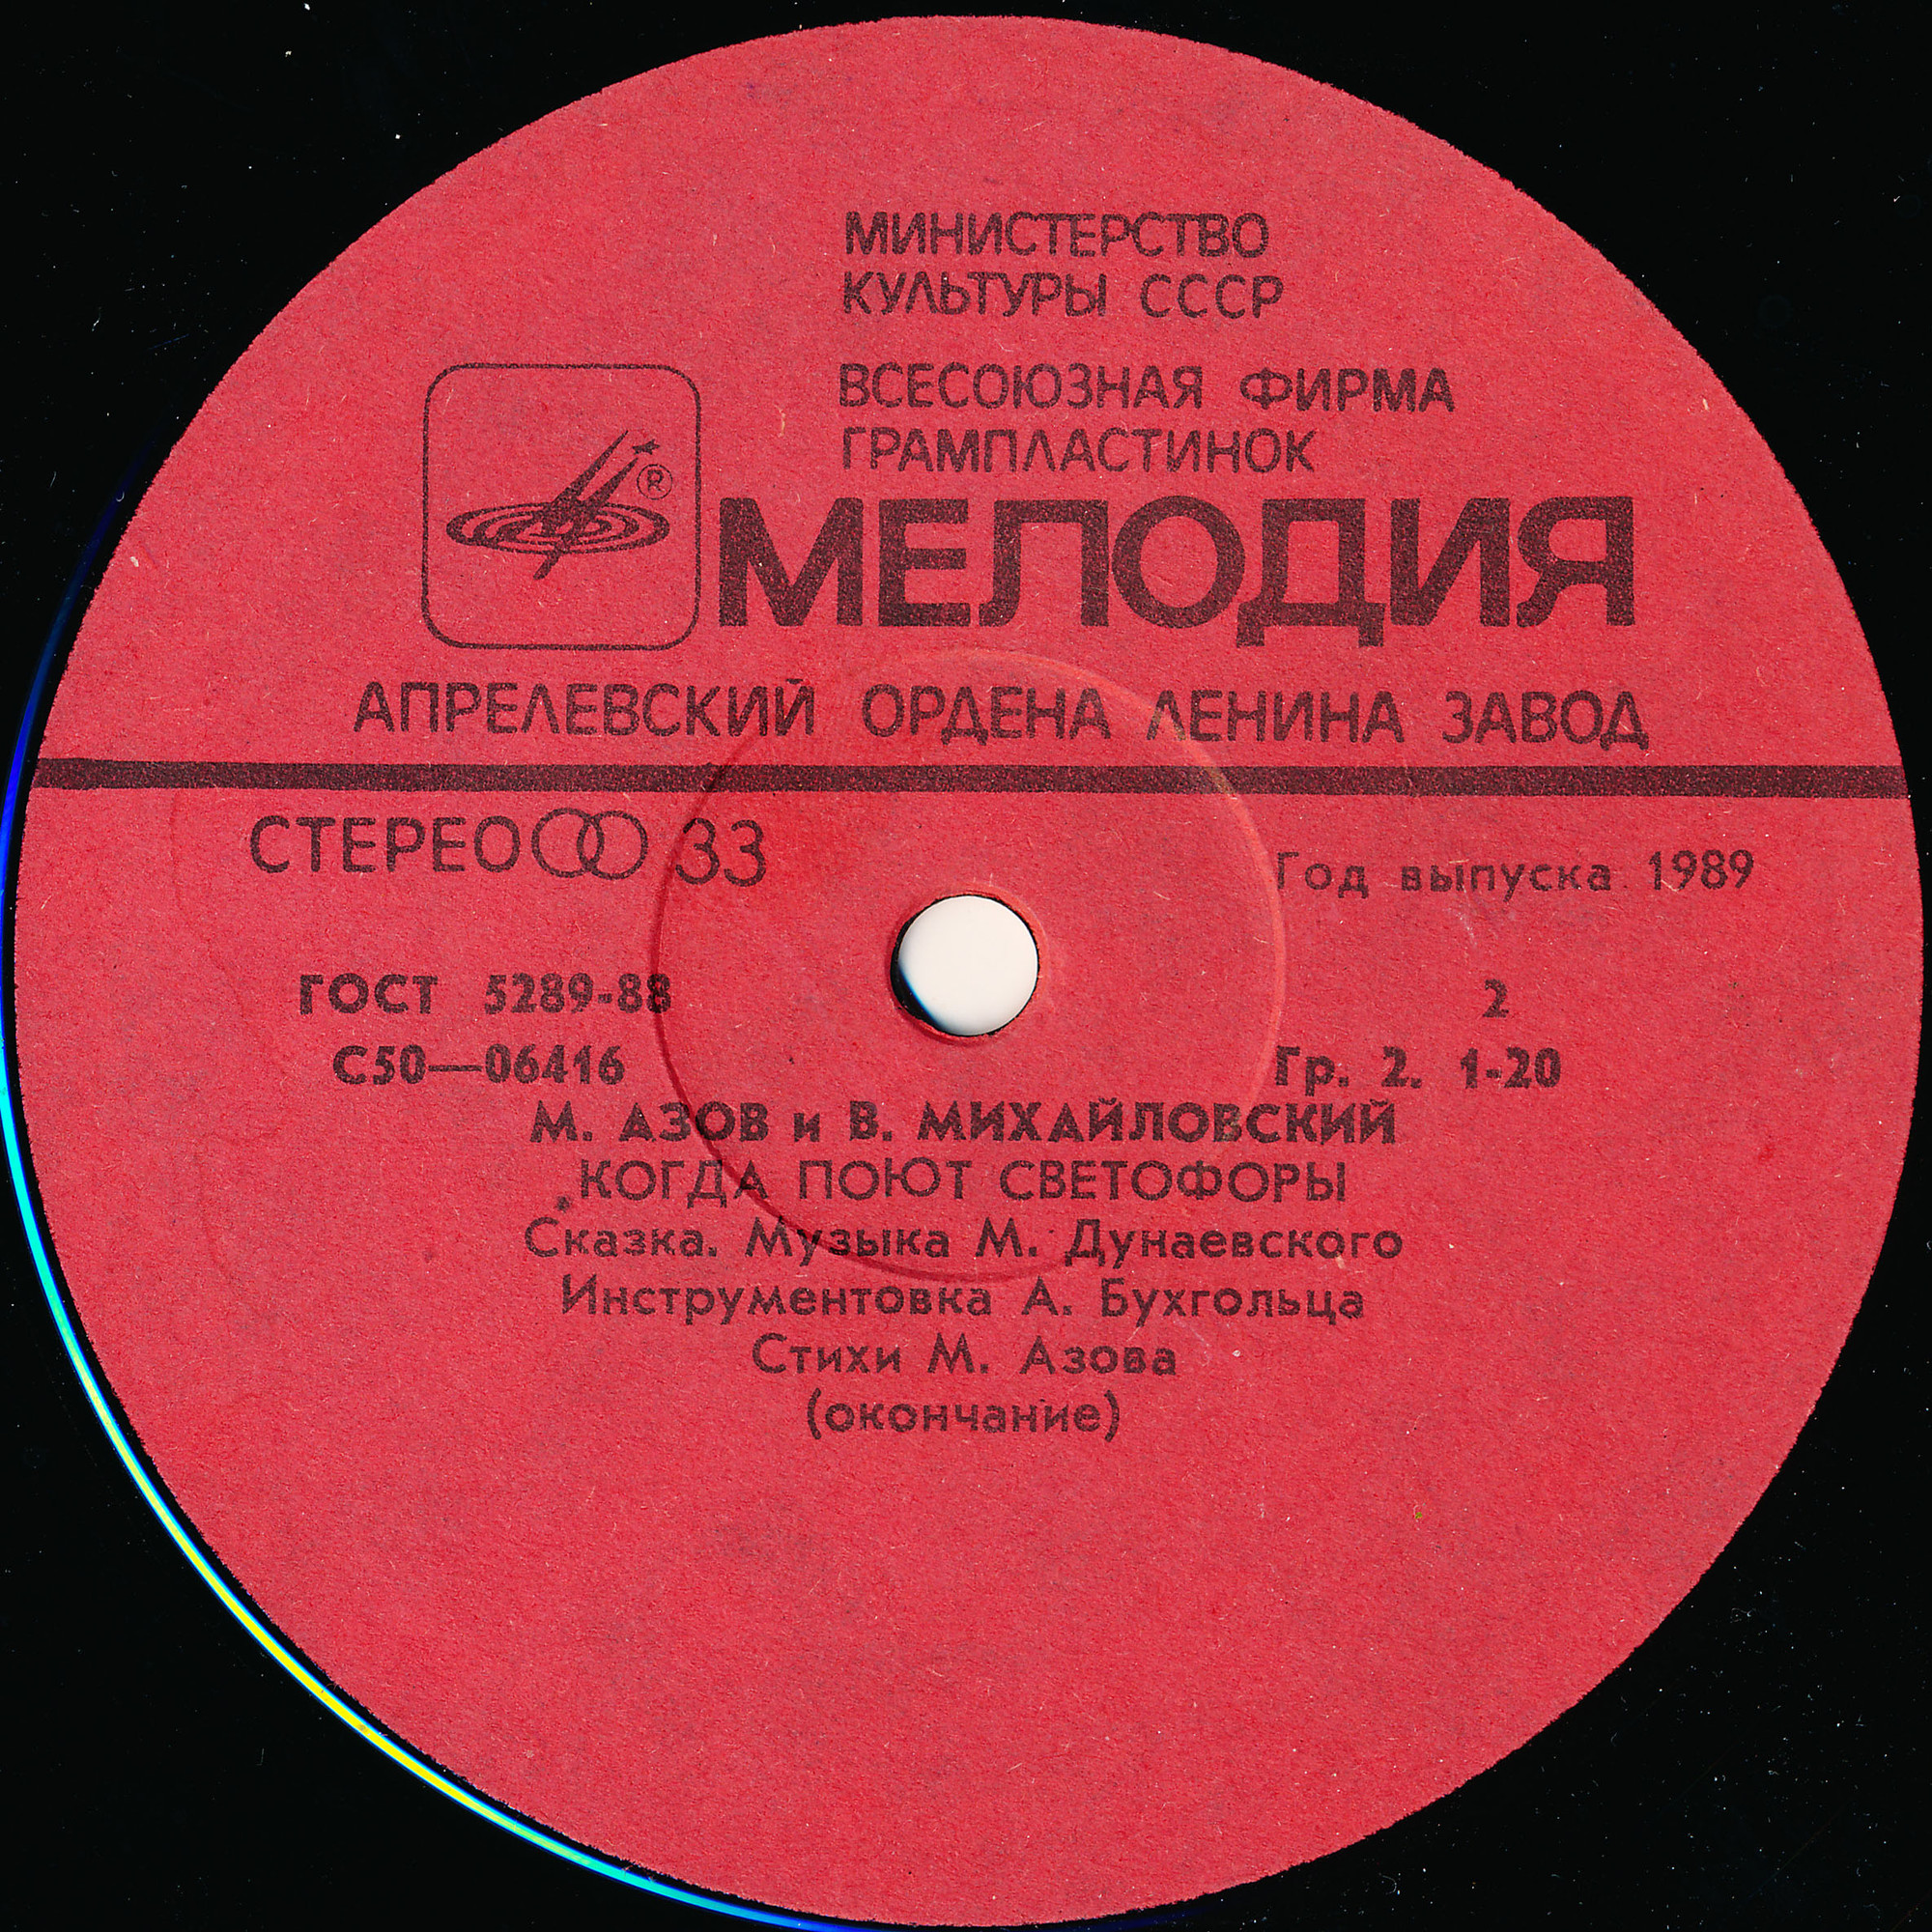 МИНИСТЕРСТВО
КУЛЬТУРЫ СССР
ВСЕСОЮЗНАЯ ФИРМА
ГРАМПЛАСТИНОК
®
МЕЛОДИЯ
АПРЕЛЕВСКИЙ ОРДЕНА ЛЕНИНА ЗАВОД
СТЕРЕО 33
Год выпуска 1989
ГОСТ 5289-88
2
С50—06416
Гр. 2. 1-20
М. АЗОВ и В. МИХАЙЛОВСКИЙ
КОГДА ПОЮТ СВЕТОФОРЫ
Сказка. Музыка М. Дунаевского
Инструментовка А. Бухгольца
Стихи М. Азова
(окончание)